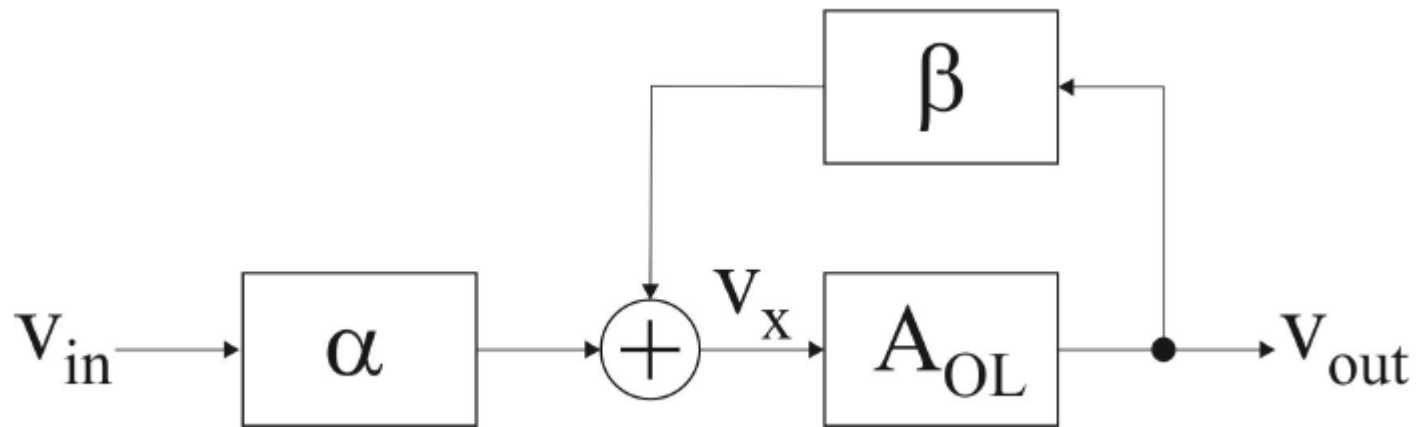 β
v_in α + v_x A_OL v_out